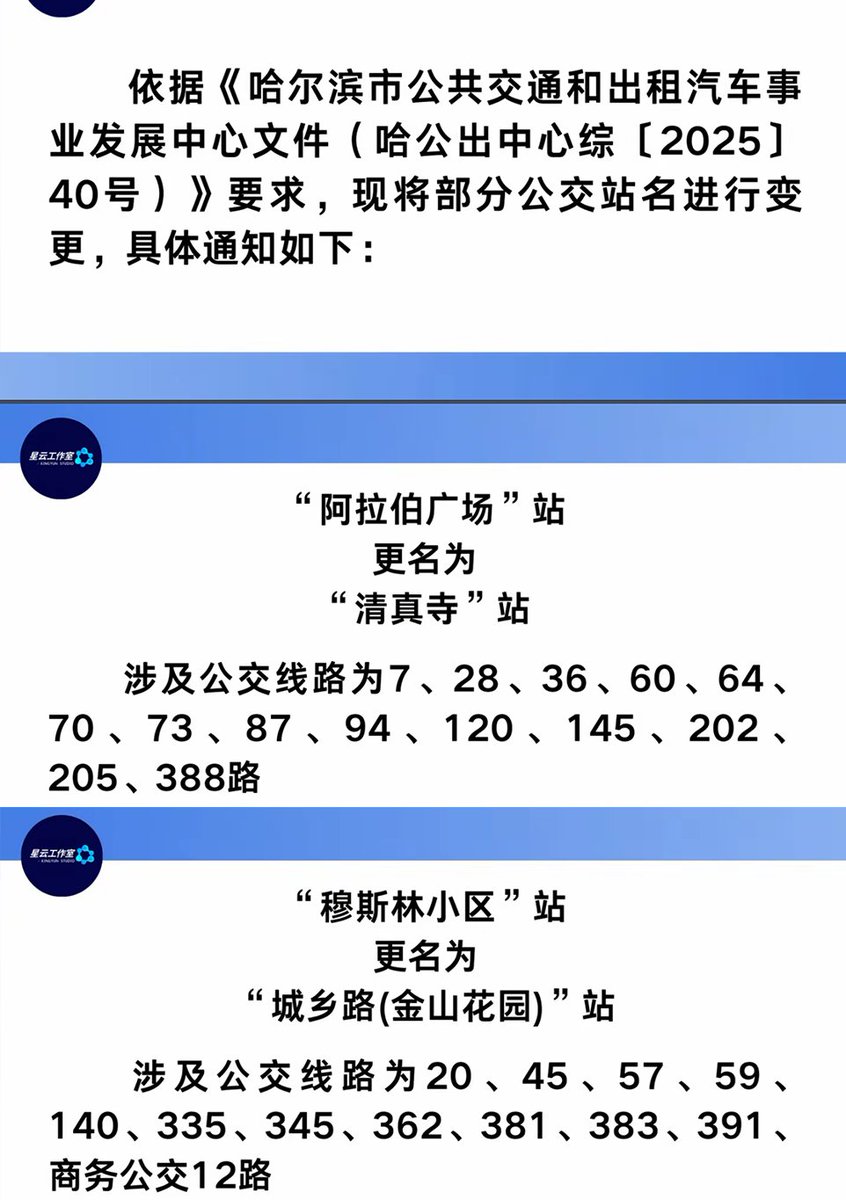 依据《哈尔滨市公共交通和出租汽车事
业发展中心文件（哈公出中心综〔2025〕
40号）》要求，现将部分公交站名进行变
更，具体通知如下：
星云工作室
- XINGYUN STUDIO
“阿拉伯广场”站
更名为
“清真寺”站
涉及公交线路为7、28、36、60、64、
70、73、87、94、120、145、202、
205、388路
星云工作室
- XINGYUN STUDIO
“穆斯林小区”站
更名为
“城乡路(金山花园)”站
涉及公交线路为20、45、57、59、
140、335、345、362、381、383、391、
商务公交12路